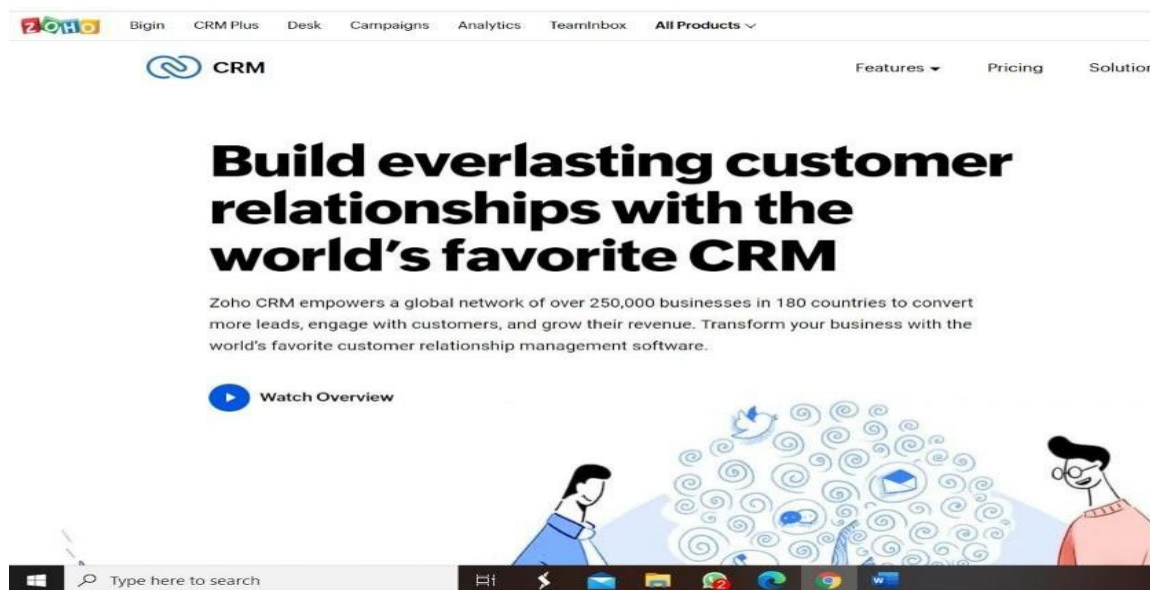 ZOHO Bigin CRM Plus Desk Campaigns Analytics TeamInbox All Products
CRM Features Pricing Solution
Build everlasting customer
relationships with the
world's favorite CRM
Zoho CRM empowers a global network of over 250,000 businesses in 180 countries to convert
more leads, engage with customers, and grow their revenue. Transform your business with the
world's favorite customer relationship management software.
Watch Overview
Type here to search 2 W